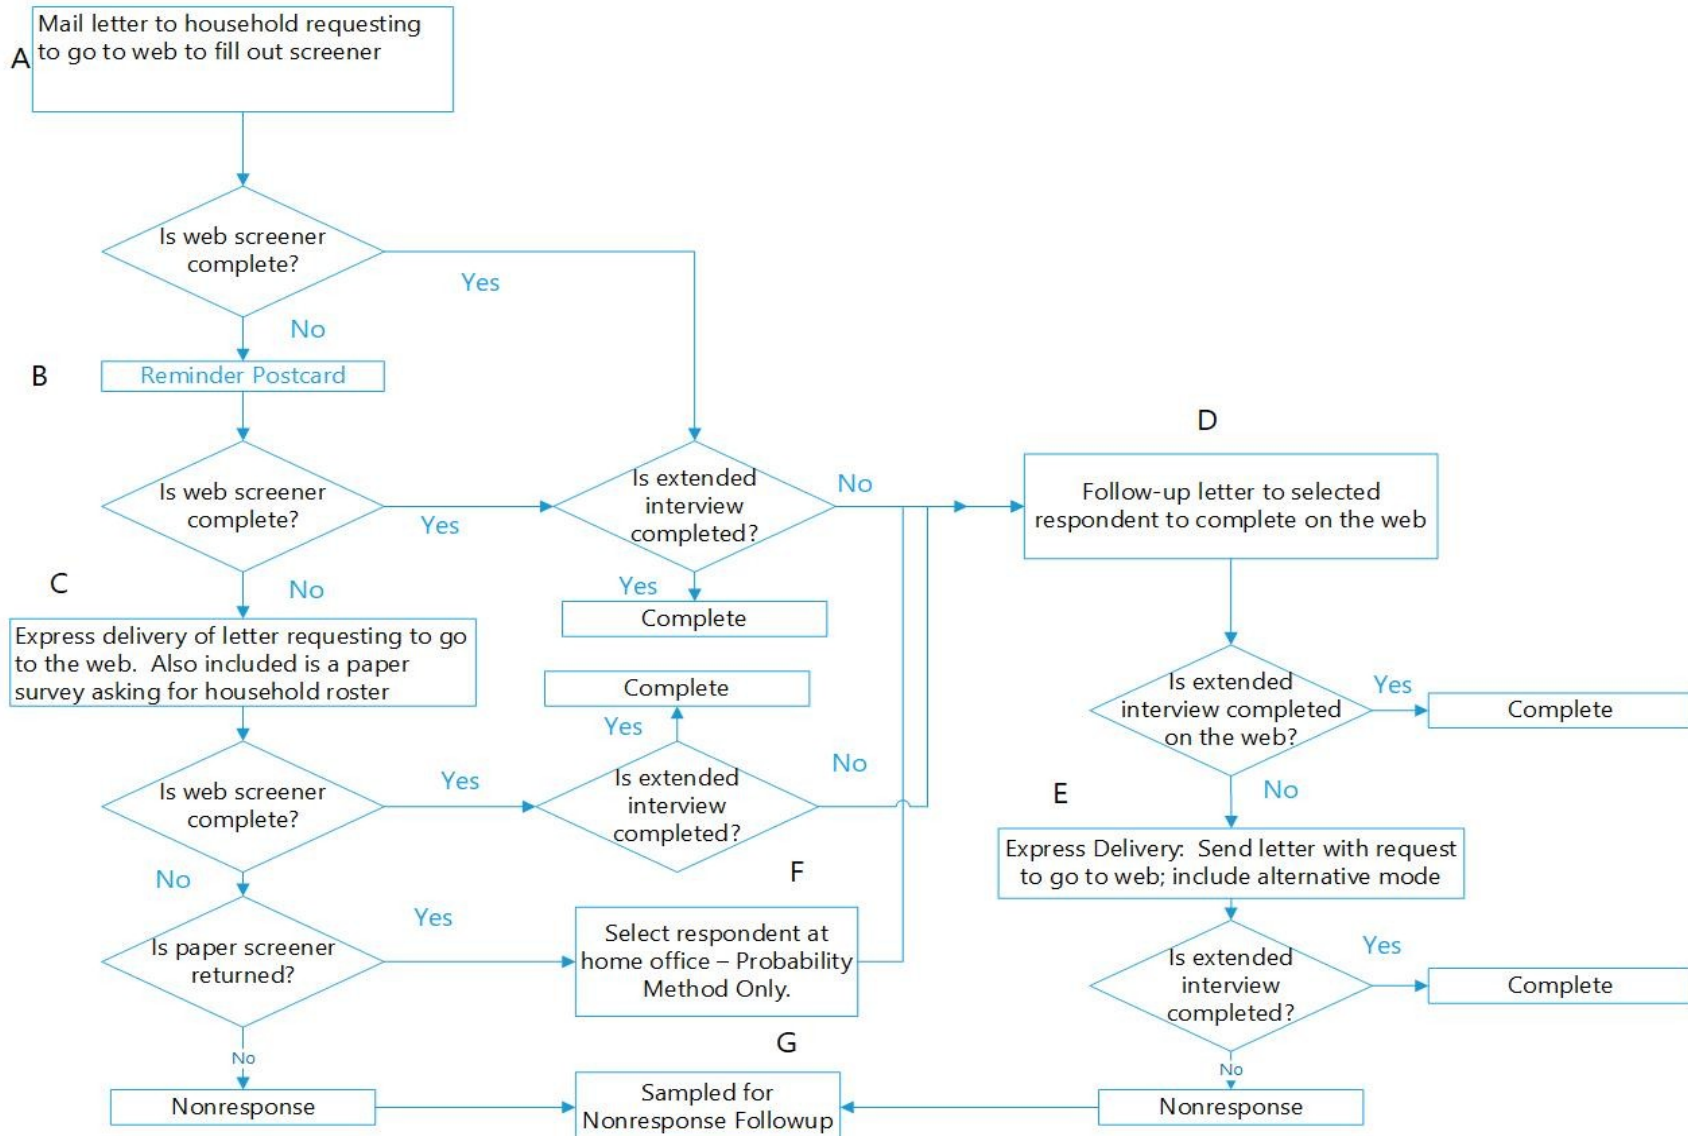 Mail letter to household requesting
to go to web to fill out screener
A
Is web screener
complete?
Yes
No
B
Reminder Postcard
D
Is web screener
complete?
Yes
Is extended
interview
completed?
No
Follow-up letter to selected
respondent to complete on the web
C
No
Yes
Complete
Express delivery of letter requesting to go
to the web.  Also included is a paper
survey asking for household roster
Complete
Yes
Is extended
interview completed
on the web?
Yes
Complete
Is web screener
complete?
Yes
Is extended
interview
completed?
No
No
E
Express Delivery:  Send letter with request
to go to web; include alternative mode
No
F
Is paper screener
returned?
Yes
Select respondent at
home office – Probability
Method Only.
Is extended
interview
completed?
Yes
Complete
No
G
No
Nonresponse
Sampled for
Nonresponse Followup
Nonresponse